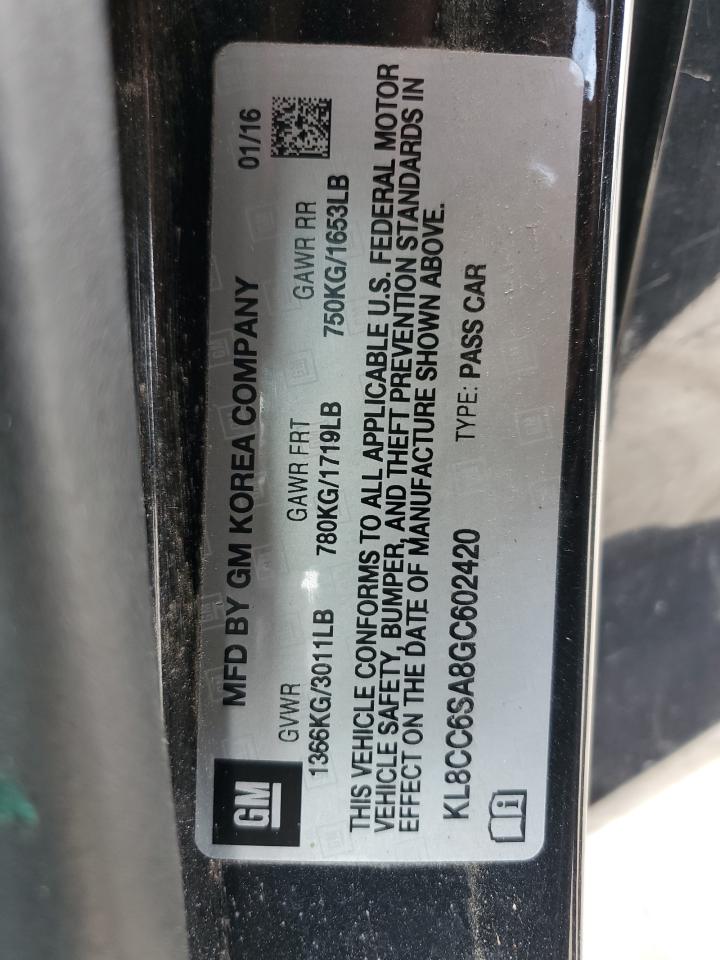 GM
MFD BY GM KOREA COMPANY 01/16
GVWR GAWR FRT GAWR RR
1366KG/3011LB 780KG/1719LB 750KG/1653LB
THIS VEHICLE CONFORMS TO ALL APPLICABLE U.S. FEDERAL MOTOR
VEHICLE SAFETY, BUMPER, AND THEFT PREVENTION STANDARDS IN
EFFECT ON THE DATE OF MANUFACTURE SHOWN ABOVE.
KL8CC6SA8GC602420 TYPE: PASS CAR